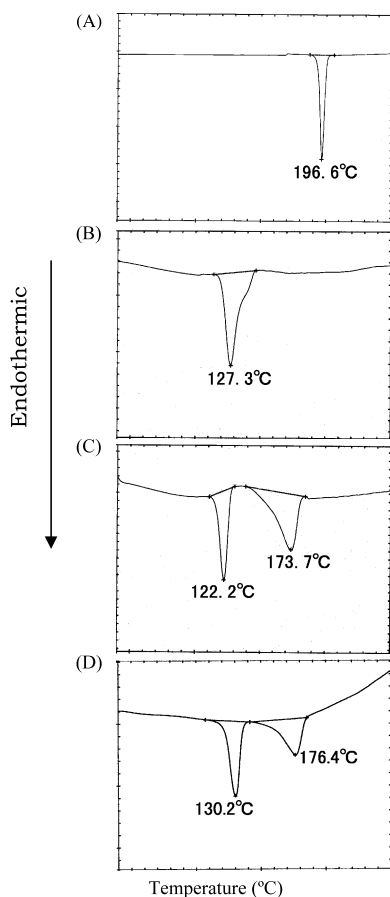 (A)
196. 6℃
(B)
127. 3℃
Endothermic
(C)
122. 2℃
173. 7℃
(D)
130.2℃
176.4℃
Temperature (ºC)